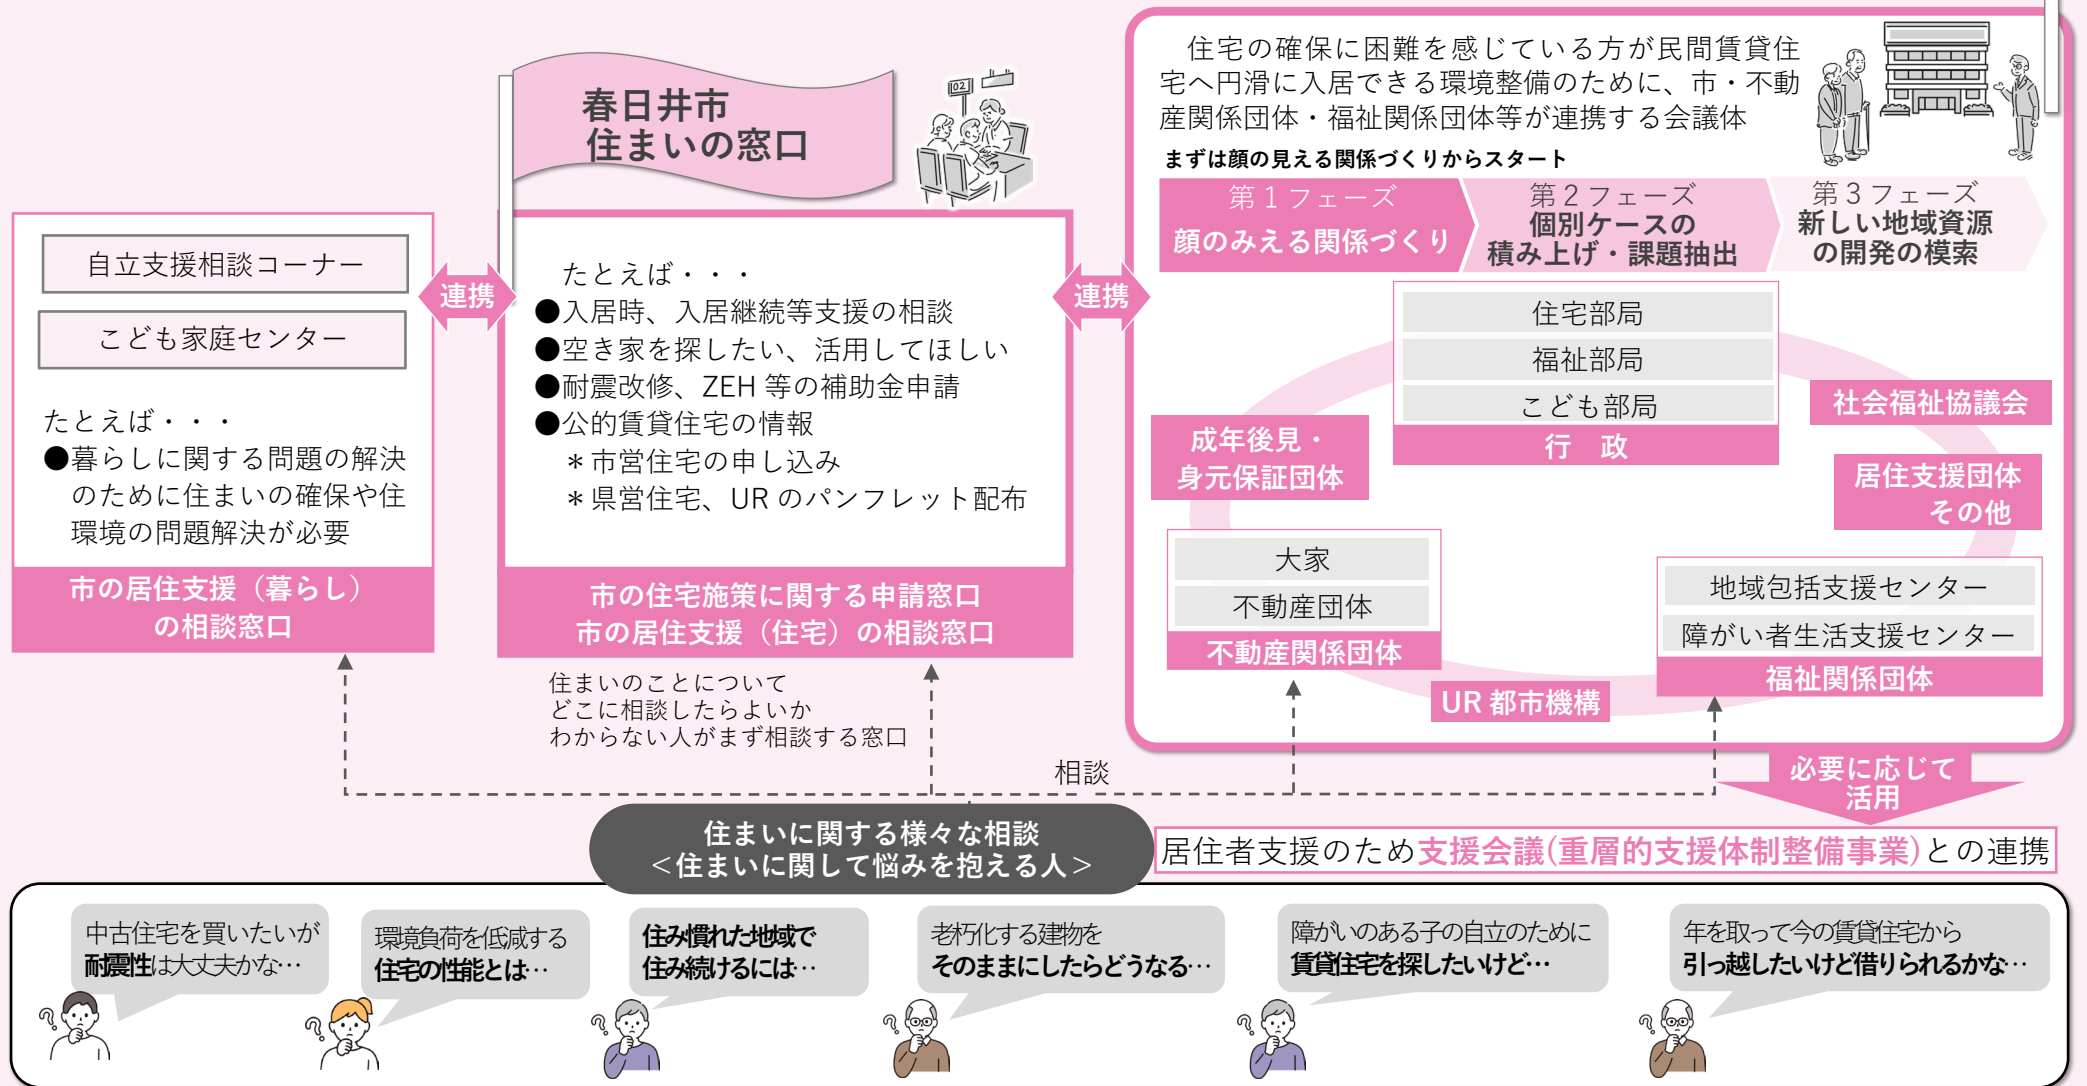 春日井市
住まいの窓口
02
自立支援相談コーナー
こども家庭センター
たとえば・・・
●暮らしに関する問題の解決
のために住まいの確保や住
環境の問題解決が必要
市の居住支援（暮らし）
の相談窓口
連携
たとえば・・・
●入居時、入居継続等支援の相談
●空き家を探したい、活用してほしい
●耐震改修、ZEH 等の補助金申請
●公的賃貸住宅の情報
＊市営住宅の申し込み
＊県営住宅、UR のパンフレット配布
市の住宅施策に関する申請窓口
市の居住支援（住宅）の相談窓口
住まいのことについて
どこに相談したらよいか
わからない人がまず相談する窓口
連携
住宅の確保に困難を感じている方が民間賃貸住
宅へ円滑に入居できる環境整備のために、市・不動
産関係団体・福祉関係団体等が連携する会議体
まずは顔の見える関係づくりからスタート
第１フェーズ
顔のみえる関係づくり
第２フェーズ
個別ケースの
積み上げ・課題抽出
第３フェーズ
新しい地域資源
の開発の模索
住宅部局
福祉部局
こども部局
行　政
社会福祉協議会
成年後見・
身元保証団体
居住支援団体
その他
大家
不動産団体
不動産関係団体
地域包括支援センター
障がい者生活支援センター
福祉関係団体
UR 都市機構
相談
必要に応じて
活用
居住者支援のため支援会議(重層的支援体制整備事業)との連携
住まいに関する様々な相談
＜住まいに関して悩みを抱える人＞
中古住宅を買いたいが
耐震性は大丈夫かな…
環境負荷を低減する
住宅の性能とは…
住み慣れた地域で
住み続けるには…
老朽化する建物を
そのままにしたらどうなる…
障がいのある子の自立のために
賃貸住宅を探したいけど…
年を取って今の賃貸住宅から
引っ越したいけど借りられるかな…
?
?
?
?
?
?